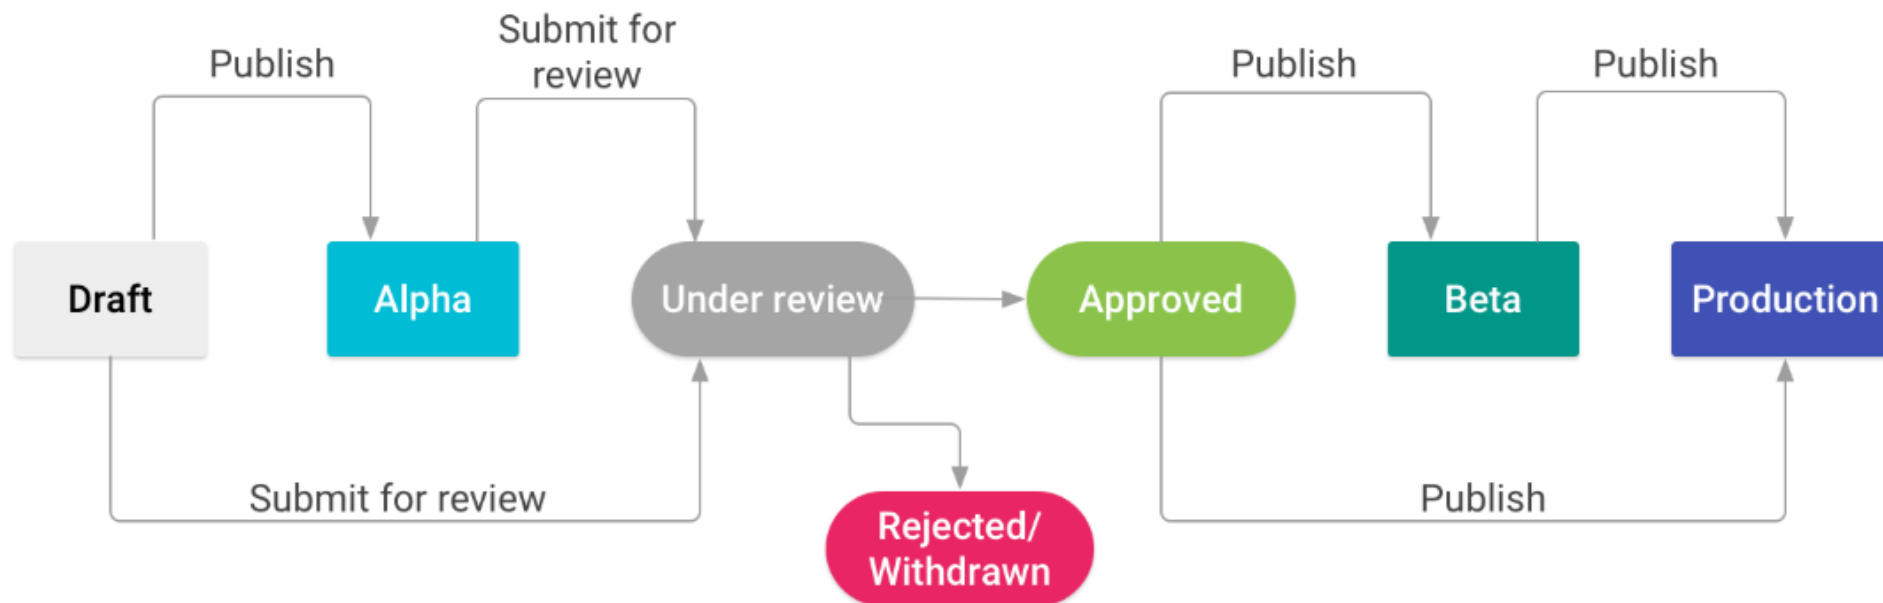 Submit for
review
Publish
Publish
Publish
Draft
Alpha
Under review
Approved
Beta
Production
Submit for review
Publish
Rejected/
Withdrawn